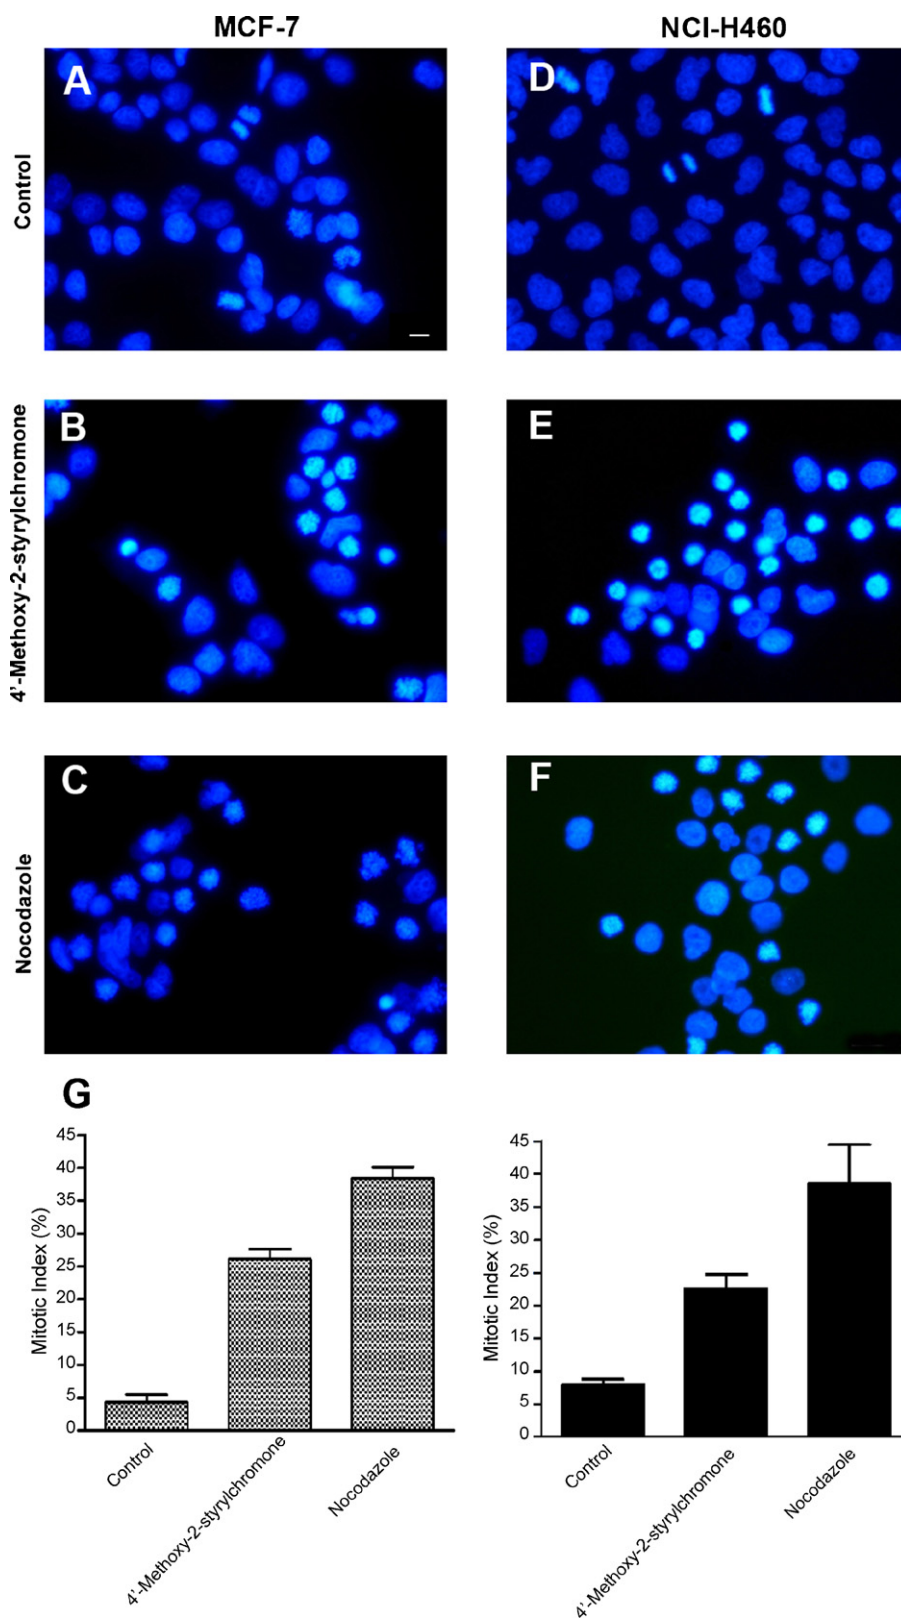 MCF-7
NCI-H460
Control
A
D
4'-Methoxy-2-styrylchromone
B
E
Nocodazole
C
F
G
Mitotic Index (%)
45
40
35
30
25
20
15
10
5
0
Control
4'-Methoxy-2-styrylchromone
Nocodazole
Mitotic Index (%)
45
40
35
30
25
20
15
10
5
0
Control
4'-Methoxy-2-styrylchromone
Nocodazole